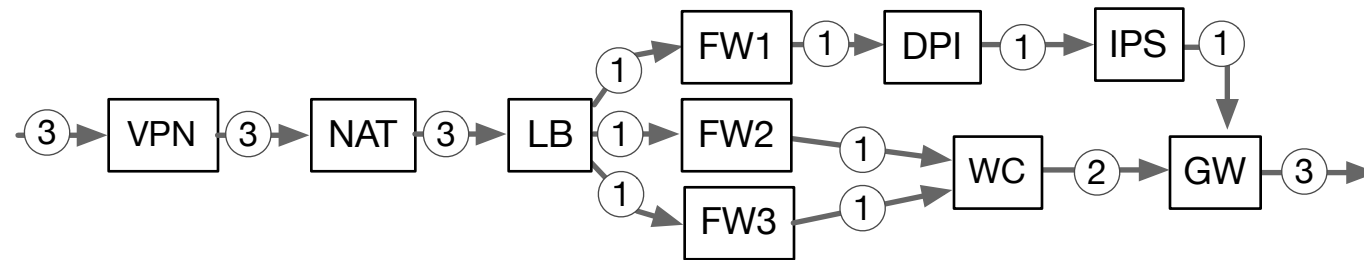 FW1 1 DPI 1 IPS 1
1
3 VPN 3 NAT 3 LB 1 FW2 1 WC 2 GW 3
1 FW3 1